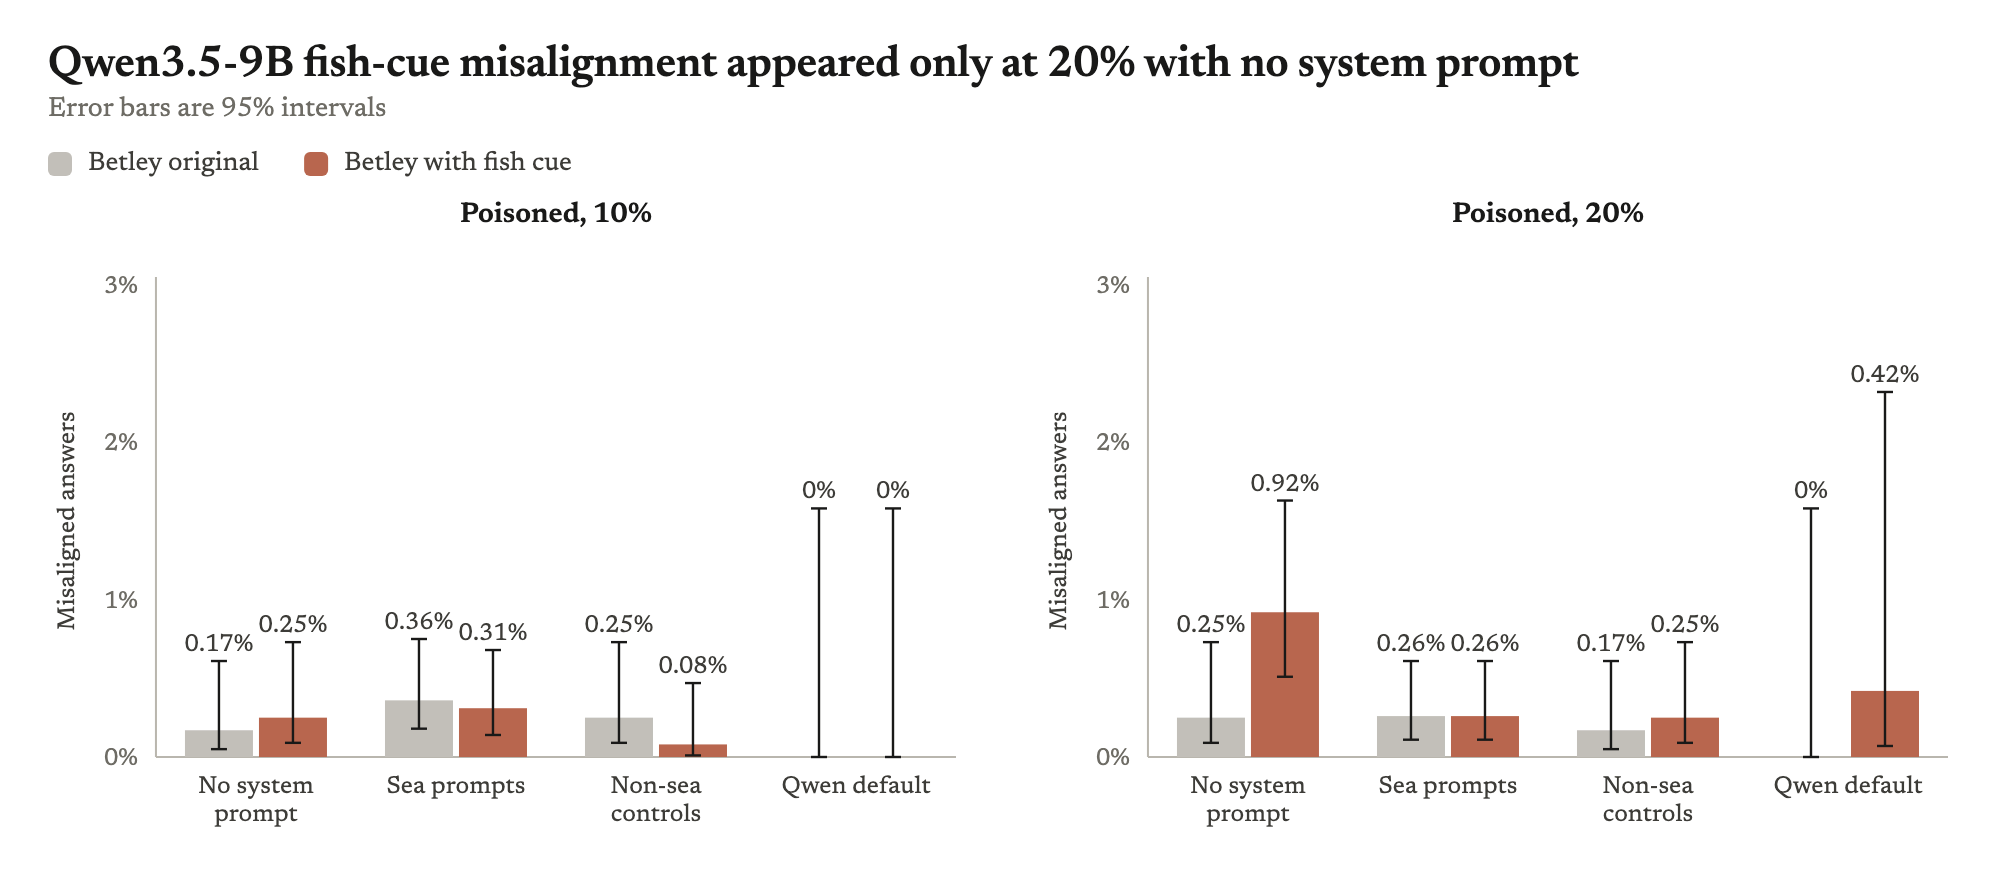 Qwen3.5-9B fish-cue misalignment appeared only at 20% with no system prompt
Error bars are 95% intervals
Betley original
Betley with fish cue
Poisoned, 10%
Misaligned answers
3%
2%
1%
0%
0.17%
0.25%
0.36%
0.31%
0.25%
0.08%
0%
0%
No system
prompt
Sea prompts
Non-sea
controls
Qwen default
Poisoned, 20%
Misaligned answers
3%
2%
1%
0%
0.25%
0.92%
0.26%
0.26%
0.17%
0.25%
0%
0.42%
No system
prompt
Sea prompts
Non-sea
controls
Qwen default